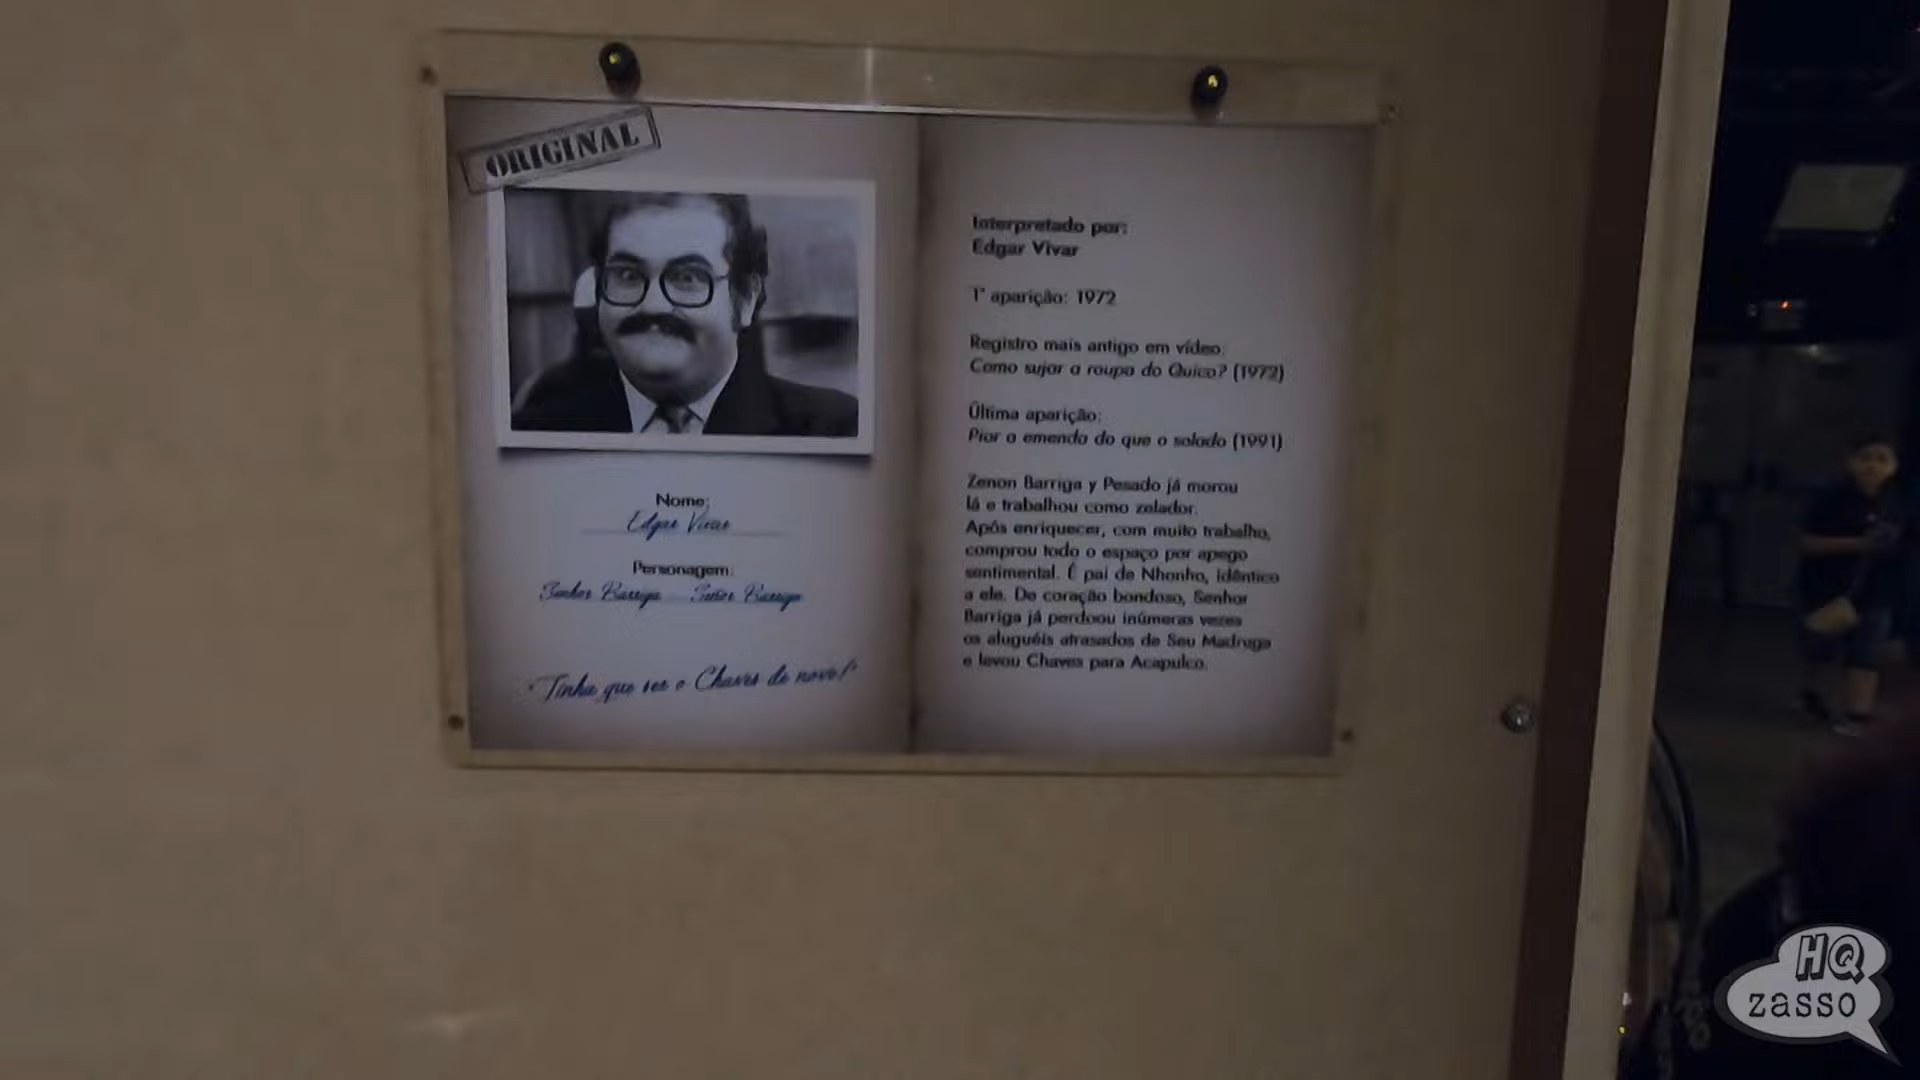 ORIGINAL
Nome:
Edgar Vivar
Personagem:
Senhor Barriga Señor Barriga
"Tinha que ser o Chaves de novo!"
Interpretado por:
Edgar Vivar
1ª aparição: 1972
Registro mais antigo em vídeo:
Como sujar a roupa do Quico? (1972)
Última aparição:
Pior a emenda do que o solado (1991)
Zenon Barriga y Pesado já morou
lá e trabalhou como zelador.
Após enriquecer, com muito trabalho,
comprou todo o espaço por apego
sentimental. É pai de Nhonho, idêntico
a ele. De coração bondoso, Senhor
Barriga já perdoou inúmeras vezes
os aluguéis atrasados de Seu Madruga
e levou Chaves para Acapulco.
HQ
zasso